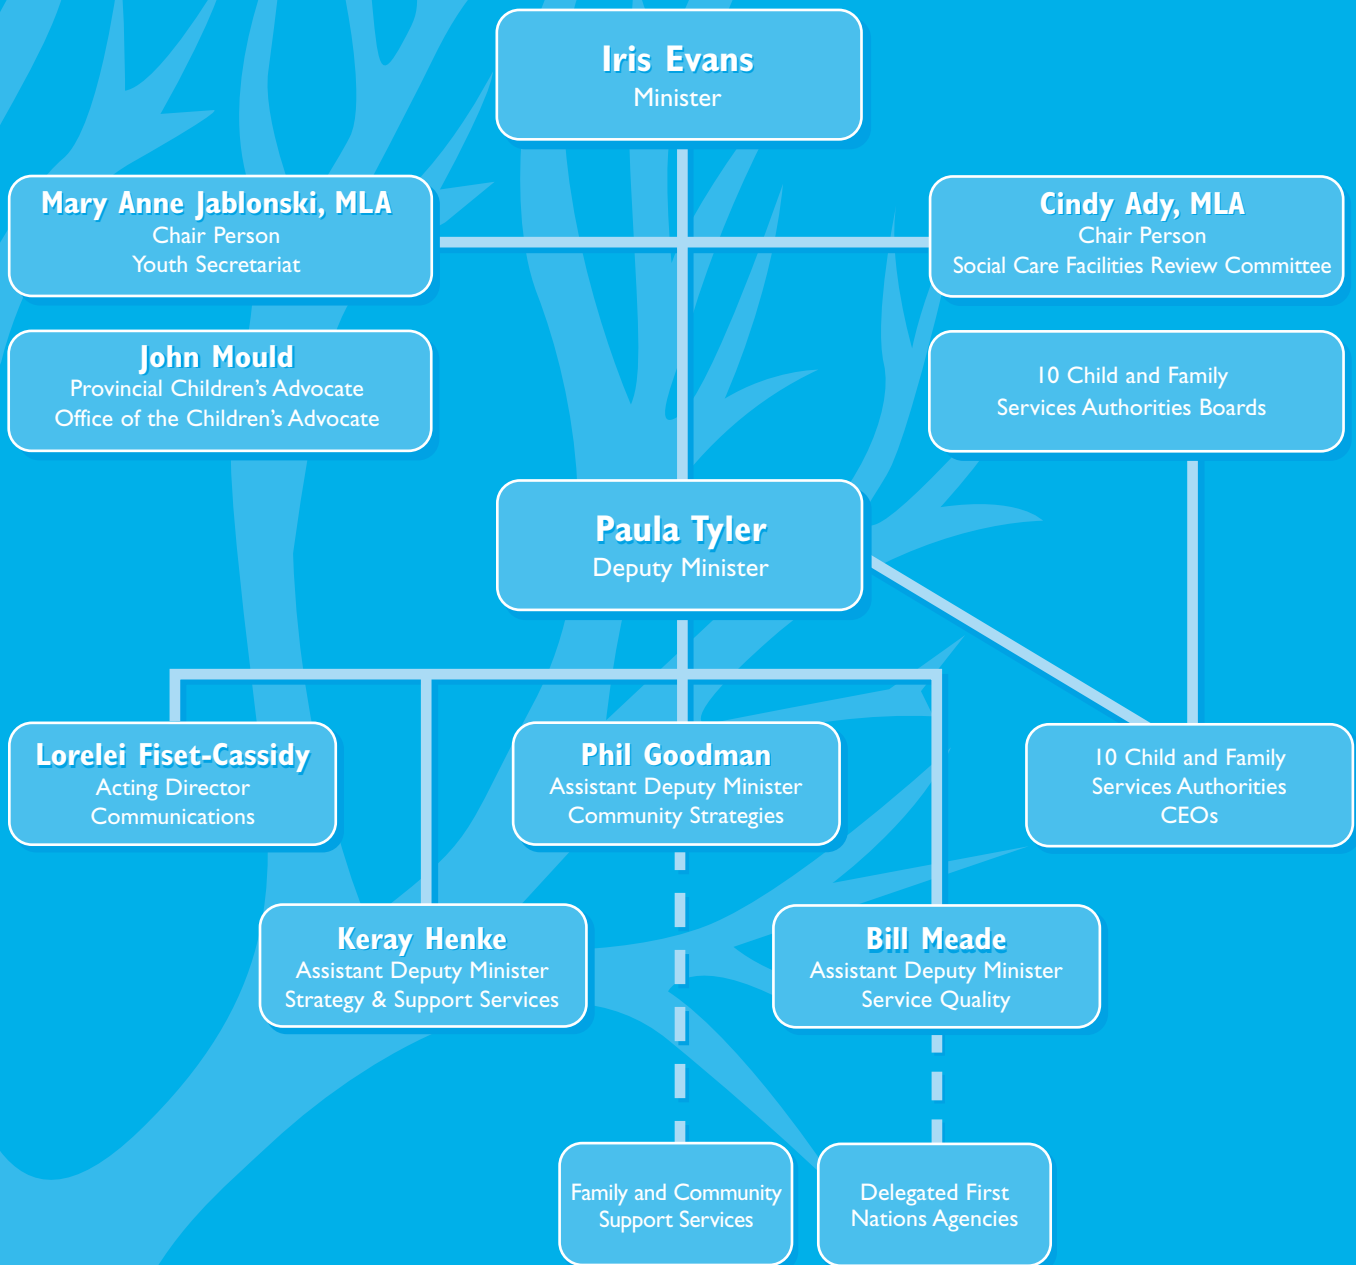 Iris Evans
Minister
Mary Anne Jablonski, MLA
Chair Person
Youth Secretariat
Cindy Ady, MLA
Chair Person
Social Care Facilities Review Committee
John Mould
Provincial Children's Advocate
Office of the Children's Advocate
10 Child and Family
Services Authorities Boards
Paula Tyler
Deputy Minister
Lorelei Fiset-Cassidy
Acting Director
Communications
Phil Goodman
Assistant Deputy Minister
Community Strategies
10 Child and Family
Services Authorities
CEOs
Keray Henke
Assistant Deputy Minister
Strategy & Support Services
Bill Meade
Assistant Deputy Minister
Service Quality
Family and Community
Support Services
Delegated First
Nations Agencies